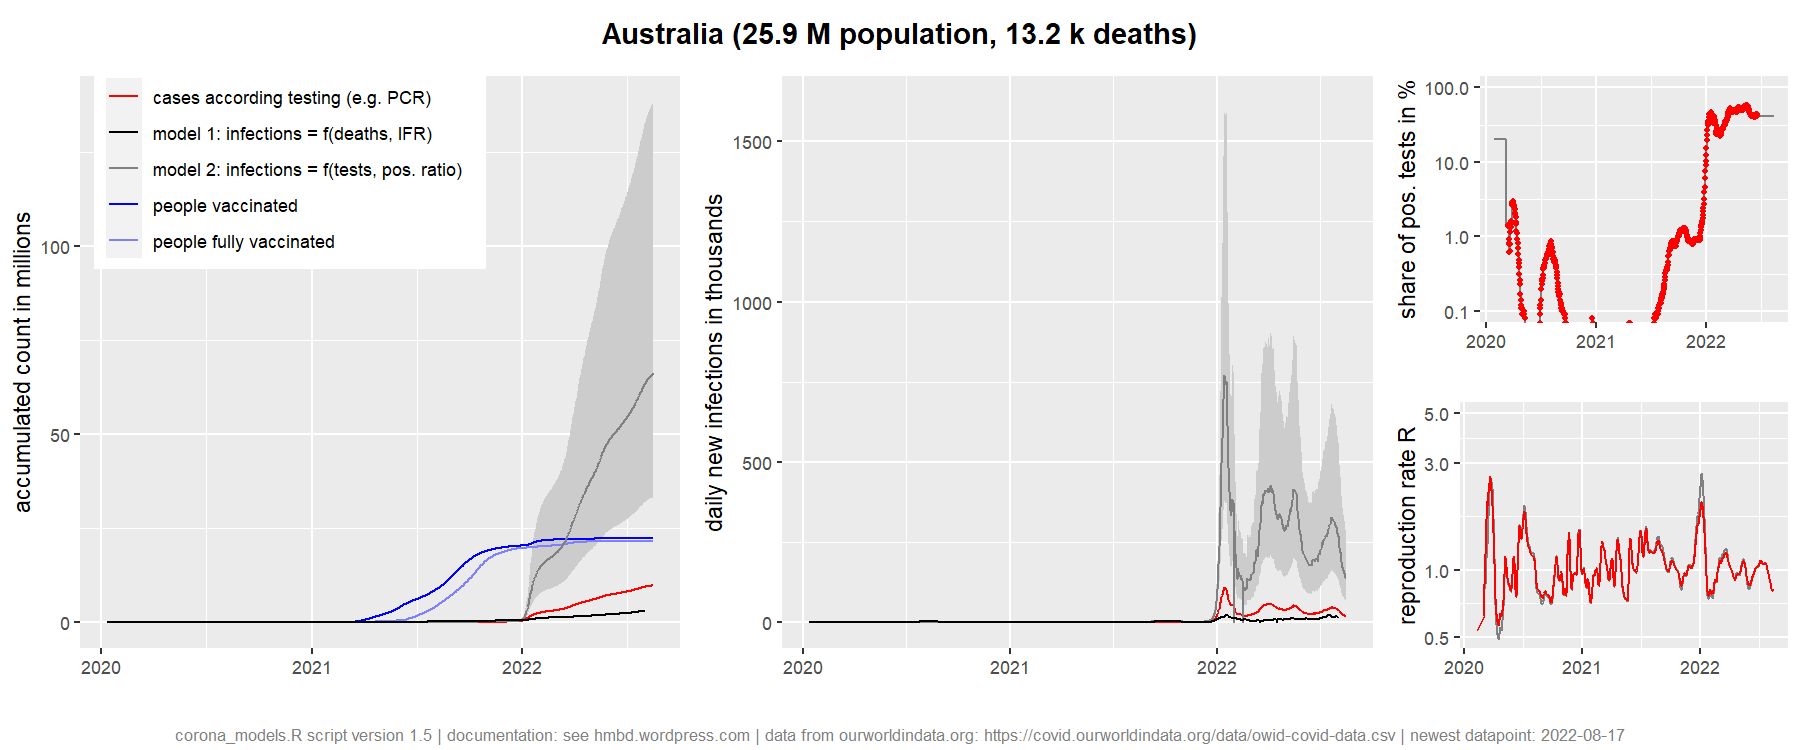 Australia (25.9 M population, 13.2 k deaths)
cases according testing (e.g. PCR)
model 1: infections = f(deaths, IFR)
model 2: infections = f(tests, pos. ratio)
people vaccinated
people fully vaccinated
accumulated count in millions
100
50
0
2020 2021 2022
daily new infections in thousands
1500
1000
500
0
2020 2021 2022
share of pos. tests in %
100.0
10.0
1.0
0.1
2020 2021 2022
reproduction rate R
5.0
3.0
1.0
0.5
2020 2021 2022
corona_models.R script version 1.5 | documentation: see hmbd.wordpress.com | data from ourworldindata.org: https://covid.ourworldindata.org/data/owid-covid-data.csv | newest datapoint: 2022-08-17